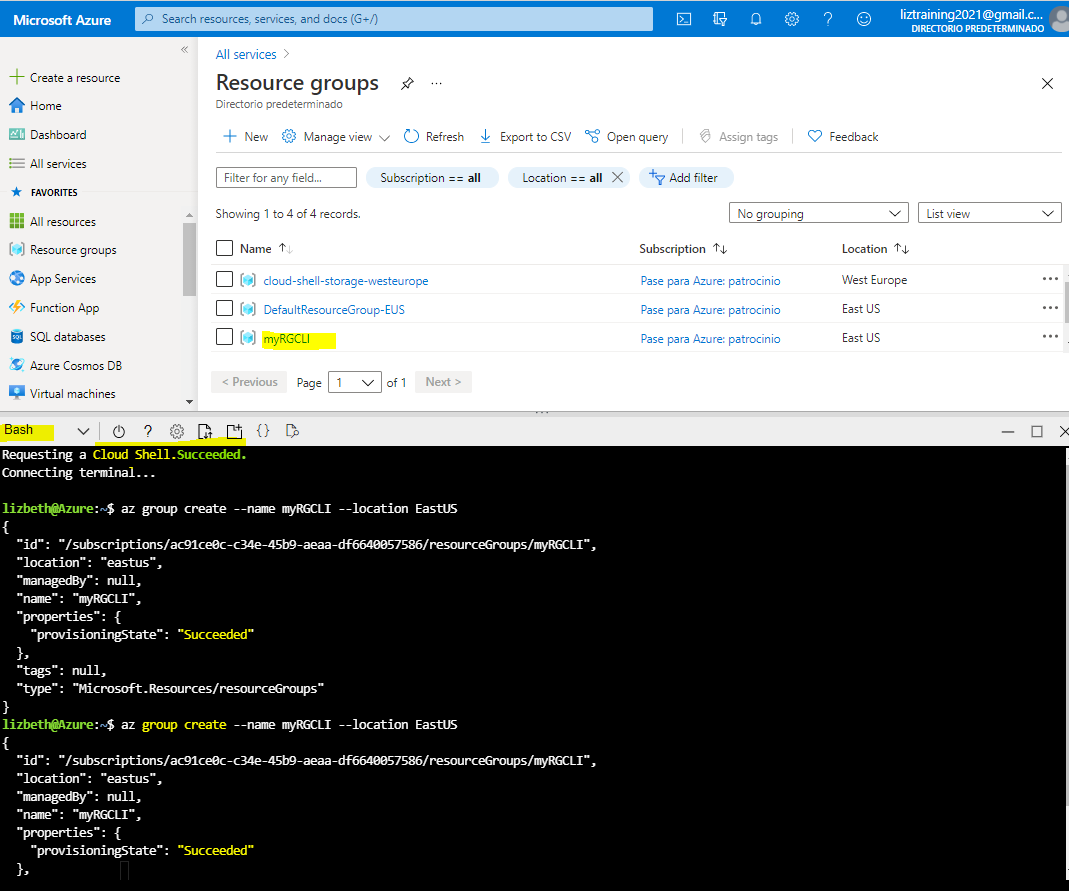 Microsoft Azure
Search resources, services, and docs (G+/)
liztraining2021@gmail.c...
DIRECTORIO PREDETERMINADO
Create a resource
Home
Dashboard
All services
FAVORITES
All resources
Resource groups
App Services
Function App
SQL databases
Azure Cosmos DB
Virtual machines
All services >
Resource groups
Directorio predeterminado
New Manage view Refresh Export to CSV Open query Assign tags Feedback
Filter for any field... Subscription == all Location == all Add filter
Showing 1 to 4 of 4 records. No grouping List view
Name Subscription Location
cloud-shell-storage-westeurope Pase para Azure: patrocinio West Europe
DefaultResourceGroup-EUS Pase para Azure: patrocinio East US
myRGCLI Pase para Azure: patrocinio East US
< Previous Page 1 of 1 Next >
Bash
Requesting a Cloud Shell.Succeeded.
Connecting terminal...
lizbeth@Azure:~$ az group create --name myRGCLI --location EastUS
{
"id": "/subscriptions/ac91ce0c-c34e-45b9-aeaa-df6640057586/resourceGroups/myRGCLI",
"location": "eastus",
"managedBy": null,
"name": "myRGCLI",
"properties": {
"provisioningState": "Succeeded"
},
"tags": null,
"type": "Microsoft.Resources/resourceGroups"
}
lizbeth@Azure:~$ az group create --name myRGCLI --location EastUS
{
"id": "/subscriptions/ac91ce0c-c34e-45b9-aeaa-df6640057586/resourceGroups/myRGCLI",
"location": "eastus",
"managedBy": null,
"name": "myRGCLI",
"properties": {
"provisioningState": "Succeeded"
},